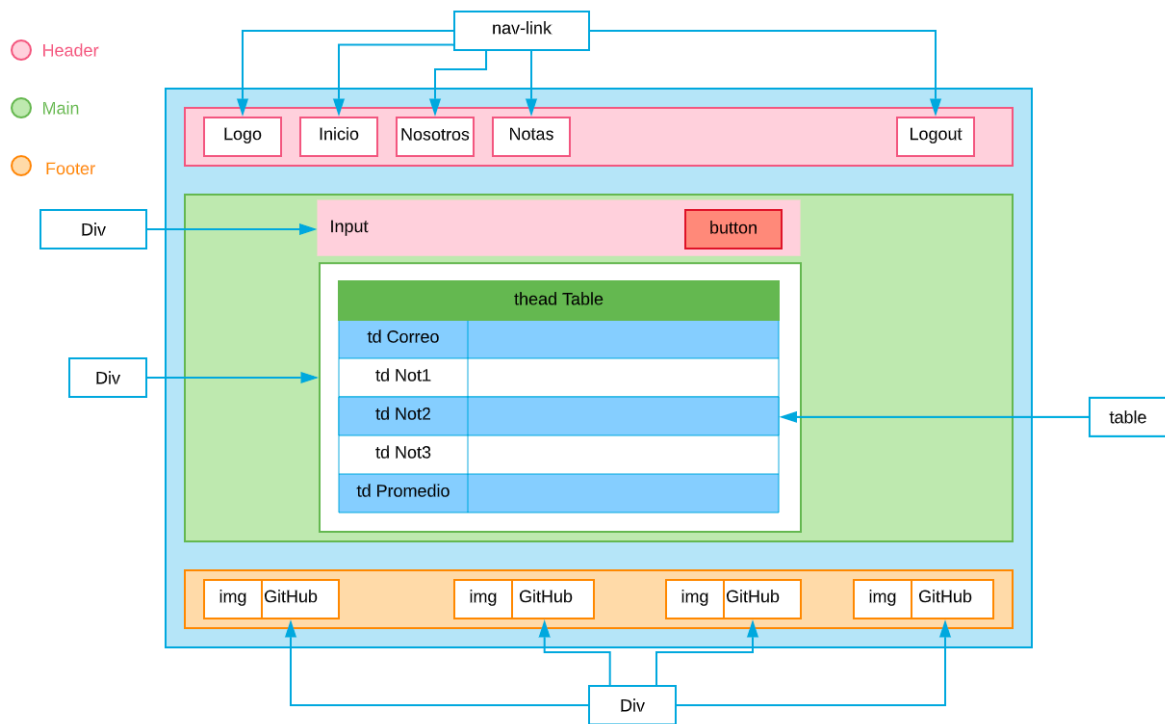 nav-link
Header
Main
Footer
Logo
Inicio
Nosotros
Notas
Logout
Div
Input
button
thead Table
td Correo
td Not1
td Not2
td Not3
td Promedio
Div
table
img GitHub
img GitHub
img GitHub
img GitHub
Div